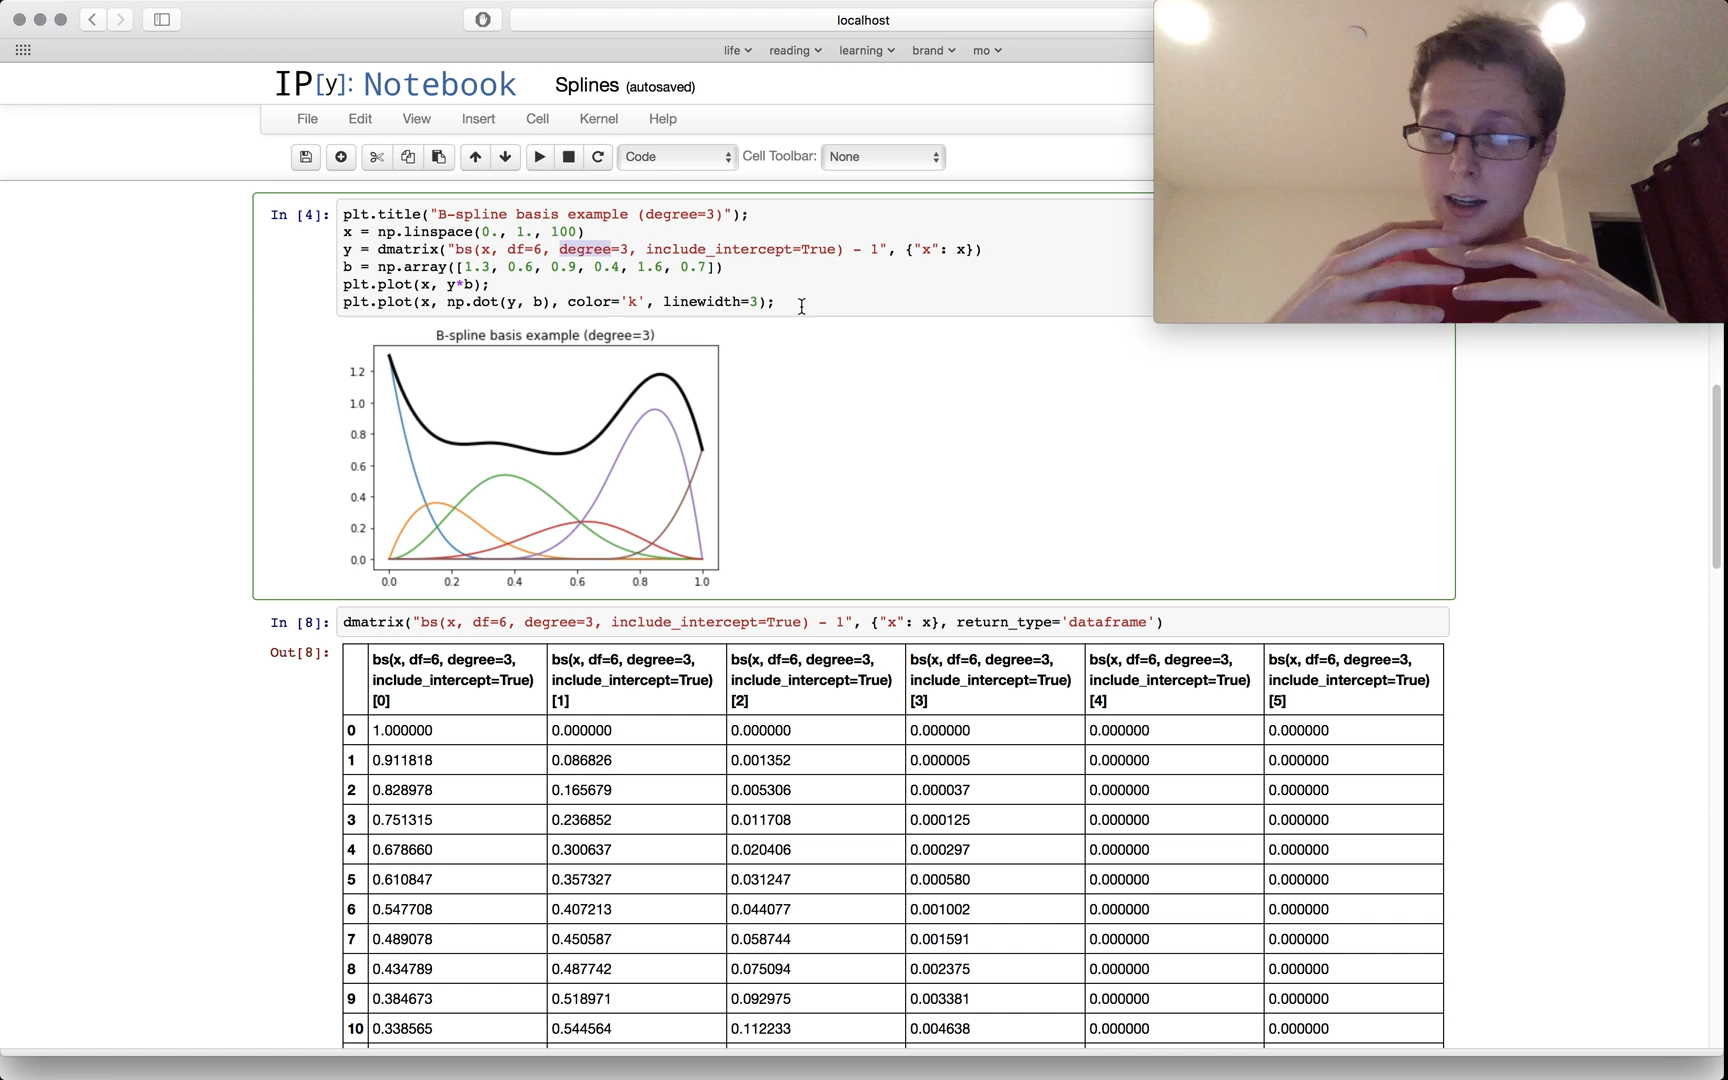 localhost
life reading learning brand mo
IP[y]: Notebook Splines (autosaved)
File Edit View Insert Cell Kernel Help
Code Cell Toolbar: None
In [4]: plt.title("B-spline basis example (degree=3)");
x = np.linspace(0., 1., 100)
y = dmatrix("bs(x, df=6, degree=3, include_intercept=True) - 1", {"x": x})
b = np.array([1.3, 0.6, 0.9, 0.4, 1.6, 0.7])
plt.plot(x, y*b);
plt.plot(x, np.dot(y, b), color='k', linewidth=3);
B-spline basis example (degree=3)
1.2
1.0
0.8
0.6
0.4
0.2
0.0
0.0 0.2 0.4 0.6 0.8 1.0
In [8]: dmatrix("bs(x, df=6, degree=3, include_intercept=True) - 1", {"x": x}, return_type='dataframe')
Out[8]:
bs(x, df=6, degree=3, bs(x, df=6, degree=3, bs(x, df=6, degree=3, bs(x, df=6, degree=3, bs(x, df=6, degree=3, bs(x, df=6, degree=3,
include_intercept=True) include_intercept=True) include_intercept=True) include_intercept=True) include_intercept=True) include_intercept=True)
[0] [1] [2] [3] [4] [5]
0 1.000000 0.000000 0.000000 0.000000 0.000000 0.000000
1 0.911818 0.086826 0.001352 0.000005 0.000000 0.000000
2 0.828978 0.165679 0.005306 0.000037 0.000000 0.000000
3 0.751315 0.236852 0.011708 0.000125 0.000000 0.000000
4 0.678660 0.300637 0.020406 0.000297 0.000000 0.000000
5 0.610847 0.357327 0.031247 0.000580 0.000000 0.000000
6 0.547708 0.407213 0.044077 0.001002 0.000000 0.000000
7 0.489078 0.450587 0.058744 0.001591 0.000000 0.000000
8 0.434789 0.487742 0.075094 0.002375 0.000000 0.000000
9 0.384673 0.518971 0.092975 0.003381 0.000000 0.000000
10 0.338565 0.544564 0.112233 0.004638 0.000000 0.000000